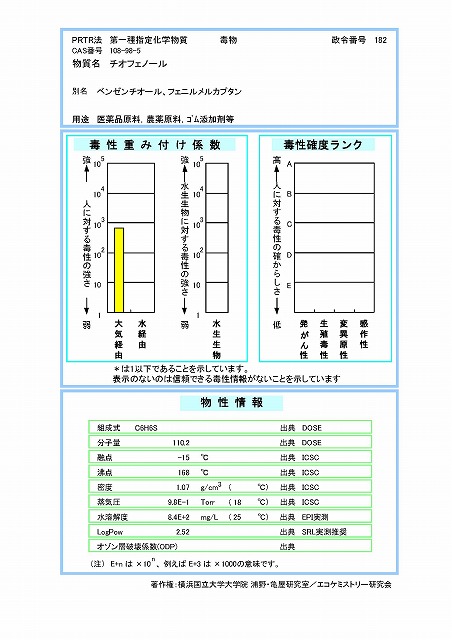 PRTR法 第一種指定化学物質 毒物 政令番号 182
CAS番号 108-98-5
物質名 チオフェノール
別名 ベンゼンチオール、フェニルメルカプタン
用途 医薬品原料, 農薬原料, ゴム添加剤等
毒性重み付け係数
強 10^5 10^4 10^3 10^2 10 1 弱
人に対する毒性の強さ
大気経由 水経由
強 10^5 10^4 10^3 10^2 10 1 弱
水生生物に対する毒性の強さ
水生生物
毒性確度ランク
高 A B C D E 低
人に対する毒性の確からしさ
発がん性 生殖毒性 変異原性 感作性
*は1以下であることを示しています。
表示のないのは信頼できる毒性情報がないことを示しています
物性情報
組成式 C6H6S 出典 DOSE
分子量 110.2 出典 DOSE
融点 -15 ℃ 出典 ICSC
沸点 168 ℃ 出典 ICSC
密度 1.07 g/cm3 ( ℃) 出典 ICSC
蒸気圧 9.8E-1 Torr ( 18 ℃) 出典 ICSC
水溶解度 8.4E+2 mg/L ( 25 ℃) 出典 EPI実測
LogPow 2.52 出典 SRL実測推奨
オゾン層破壊係数(ODP) 出典
(注) E+n は ×10^n、例えば E+3 は ×1000の意味です。
著作権:横浜国立大学大学院 浦野・亀屋研究室/エコケミストリー研究会